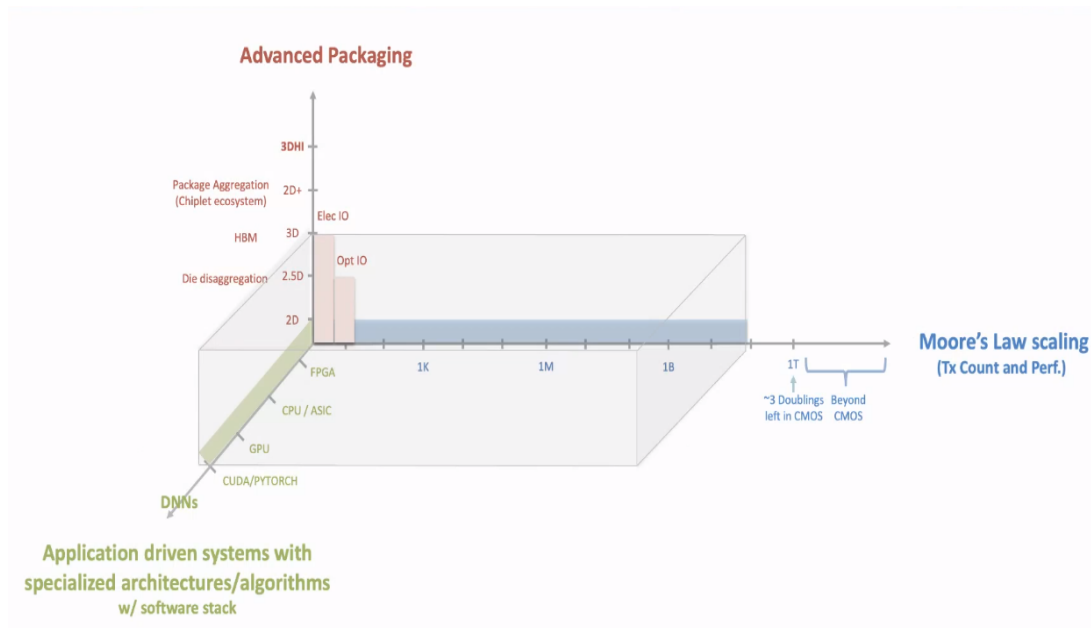 Advanced Packaging
3DHI
Package Aggregation
(Chiplet ecosystem)
2D+
Elec IO
3D
HBM
Opt IO
Die disaggregation
2.5D
2D
Moore's Law scaling
(Tx Count and Perf.)
1K
1M
1B
1T
~3 Doublings
left in CMOS
Beyond
CMOS
FPGA
CPU / ASIC
GPU
CUDA/PYTORCH
DNNs
Application driven systems with
specialized architectures/algorithms
w/ software stack